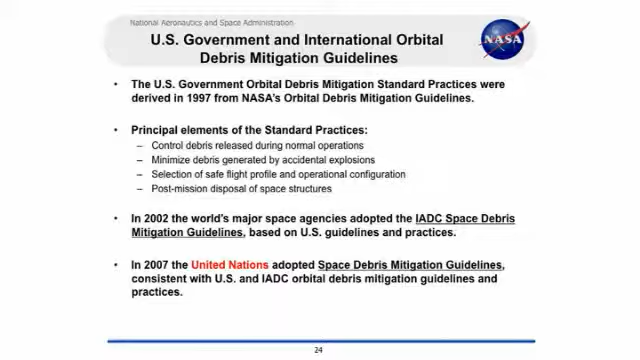 National Aeronautics and Space Administration
NASA
U.S. Government and International Orbital
Debris Mitigation Guidelines
• The U.S. Government Orbital Debris Mitigation Standard Practices were
derived in 1997 from NASA's Orbital Debris Mitigation Guidelines.
• Principal elements of the Standard Practices:
– Control debris released during normal operations
– Minimize debris generated by accidental explosions
– Selection of safe flight profile and operational configuration
– Post-mission disposal of space structures
• In 2002 the world's major space agencies adopted the IADC Space Debris
Mitigation Guidelines, based on U.S. guidelines and practices.
• In 2007 the United Nations adopted Space Debris Mitigation Guidelines,
consistent with U.S. and IADC orbital debris mitigation guidelines and
practices.
24